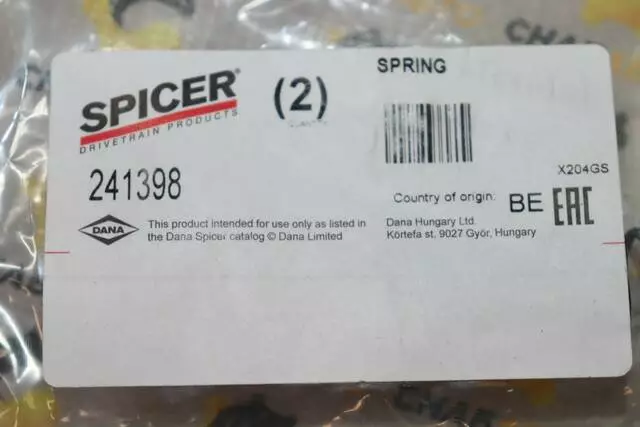 SPICER®
DRIVETRAIN PRODUCTS
(2)
SPRING
241398
X204GS
Country of origin: BE
EAC
DANA
This product intended for use only as listed in
the Dana Spicer catalog © Dana Limited
Dana Hungary Ltd.
Körtefa st, 9027 Győr, Hungary